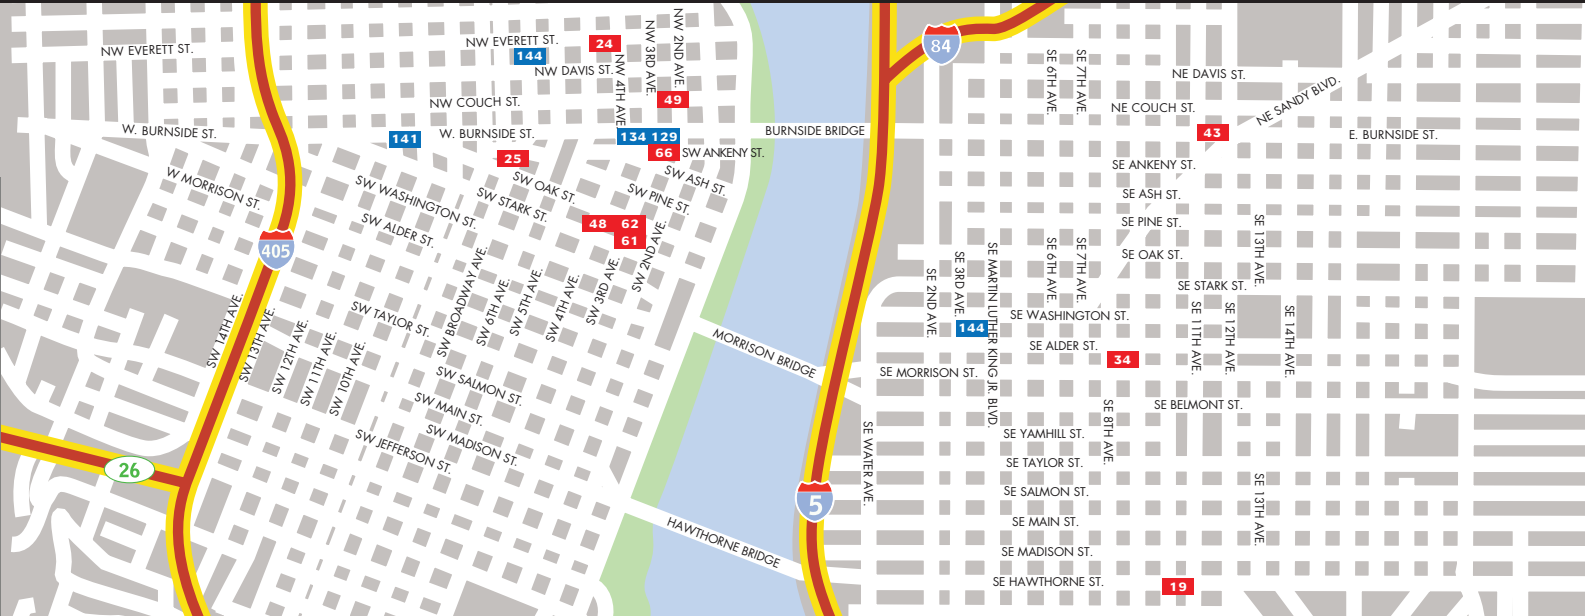 NW EVERETT ST.
NW EVERETT ST.
144
24
NW DAVIS ST.
NW 4TH AVE.
NW 3RD AVE.
NW 2ND AVE.
49
NW COUCH ST.
W. BURNSIDE ST.
141
W. BURNSIDE ST.
134 129
66
SW ANKENY ST.
BURNSIDE BRIDGE
25
W MORRISON ST.
SW WASHINGTON ST.
SW ALDER ST.
SW OAK ST.
SW STARK ST.
SW ASH ST.
SW PINE ST.
48 62
61
405
SW 14TH AVE.
SW 13TH AVE.
SW 12TH AVE.
SW 11TH AVE.
SW 10TH AVE.
SW TAYLOR ST.
SW BROADWAY AVE.
SW 6TH AVE.
SW 5TH AVE.
SW 4TH AVE.
SW 3RD AVE.
SW 2ND AVE.
SW SALMON ST.
SW MAIN ST.
SW MADISON ST.
SW JEFFERSON ST.
26
MORRISON BRIDGE
HAWTHORNE BRIDGE
5
84
SE 6TH AVE.
SE 7TH AVE.
NE DAVIS ST.
NE COUCH ST.
NE SANDY BLVD.
43
E. BURNSIDE ST.
SE ANKENY ST.
SE ASH ST.
SE PINE ST.
SE OAK ST.
SE STARK ST.
SE 13TH AVE.
SE 2ND AVE.
SE 3RD AVE.
SE MARTIN LUTHER KING JR. BLVD.
SE 6TH AVE.
SE 7TH AVE.
SE WASHINGTON ST.
144
SE ALDER ST.
34
SE 11TH AVE.
SE 12TH AVE.
SE 14TH AVE.
SE MORRISON ST.
SE BELMONT ST.
SE 8TH AVE.
SE WATER AVE.
SE YAMHILL ST.
SE TAYLOR ST.
SE SALMON ST.
SE MAIN ST.
SE MADISON ST.
SE 13TH AVE.
SE HAWTHORNE ST.
19